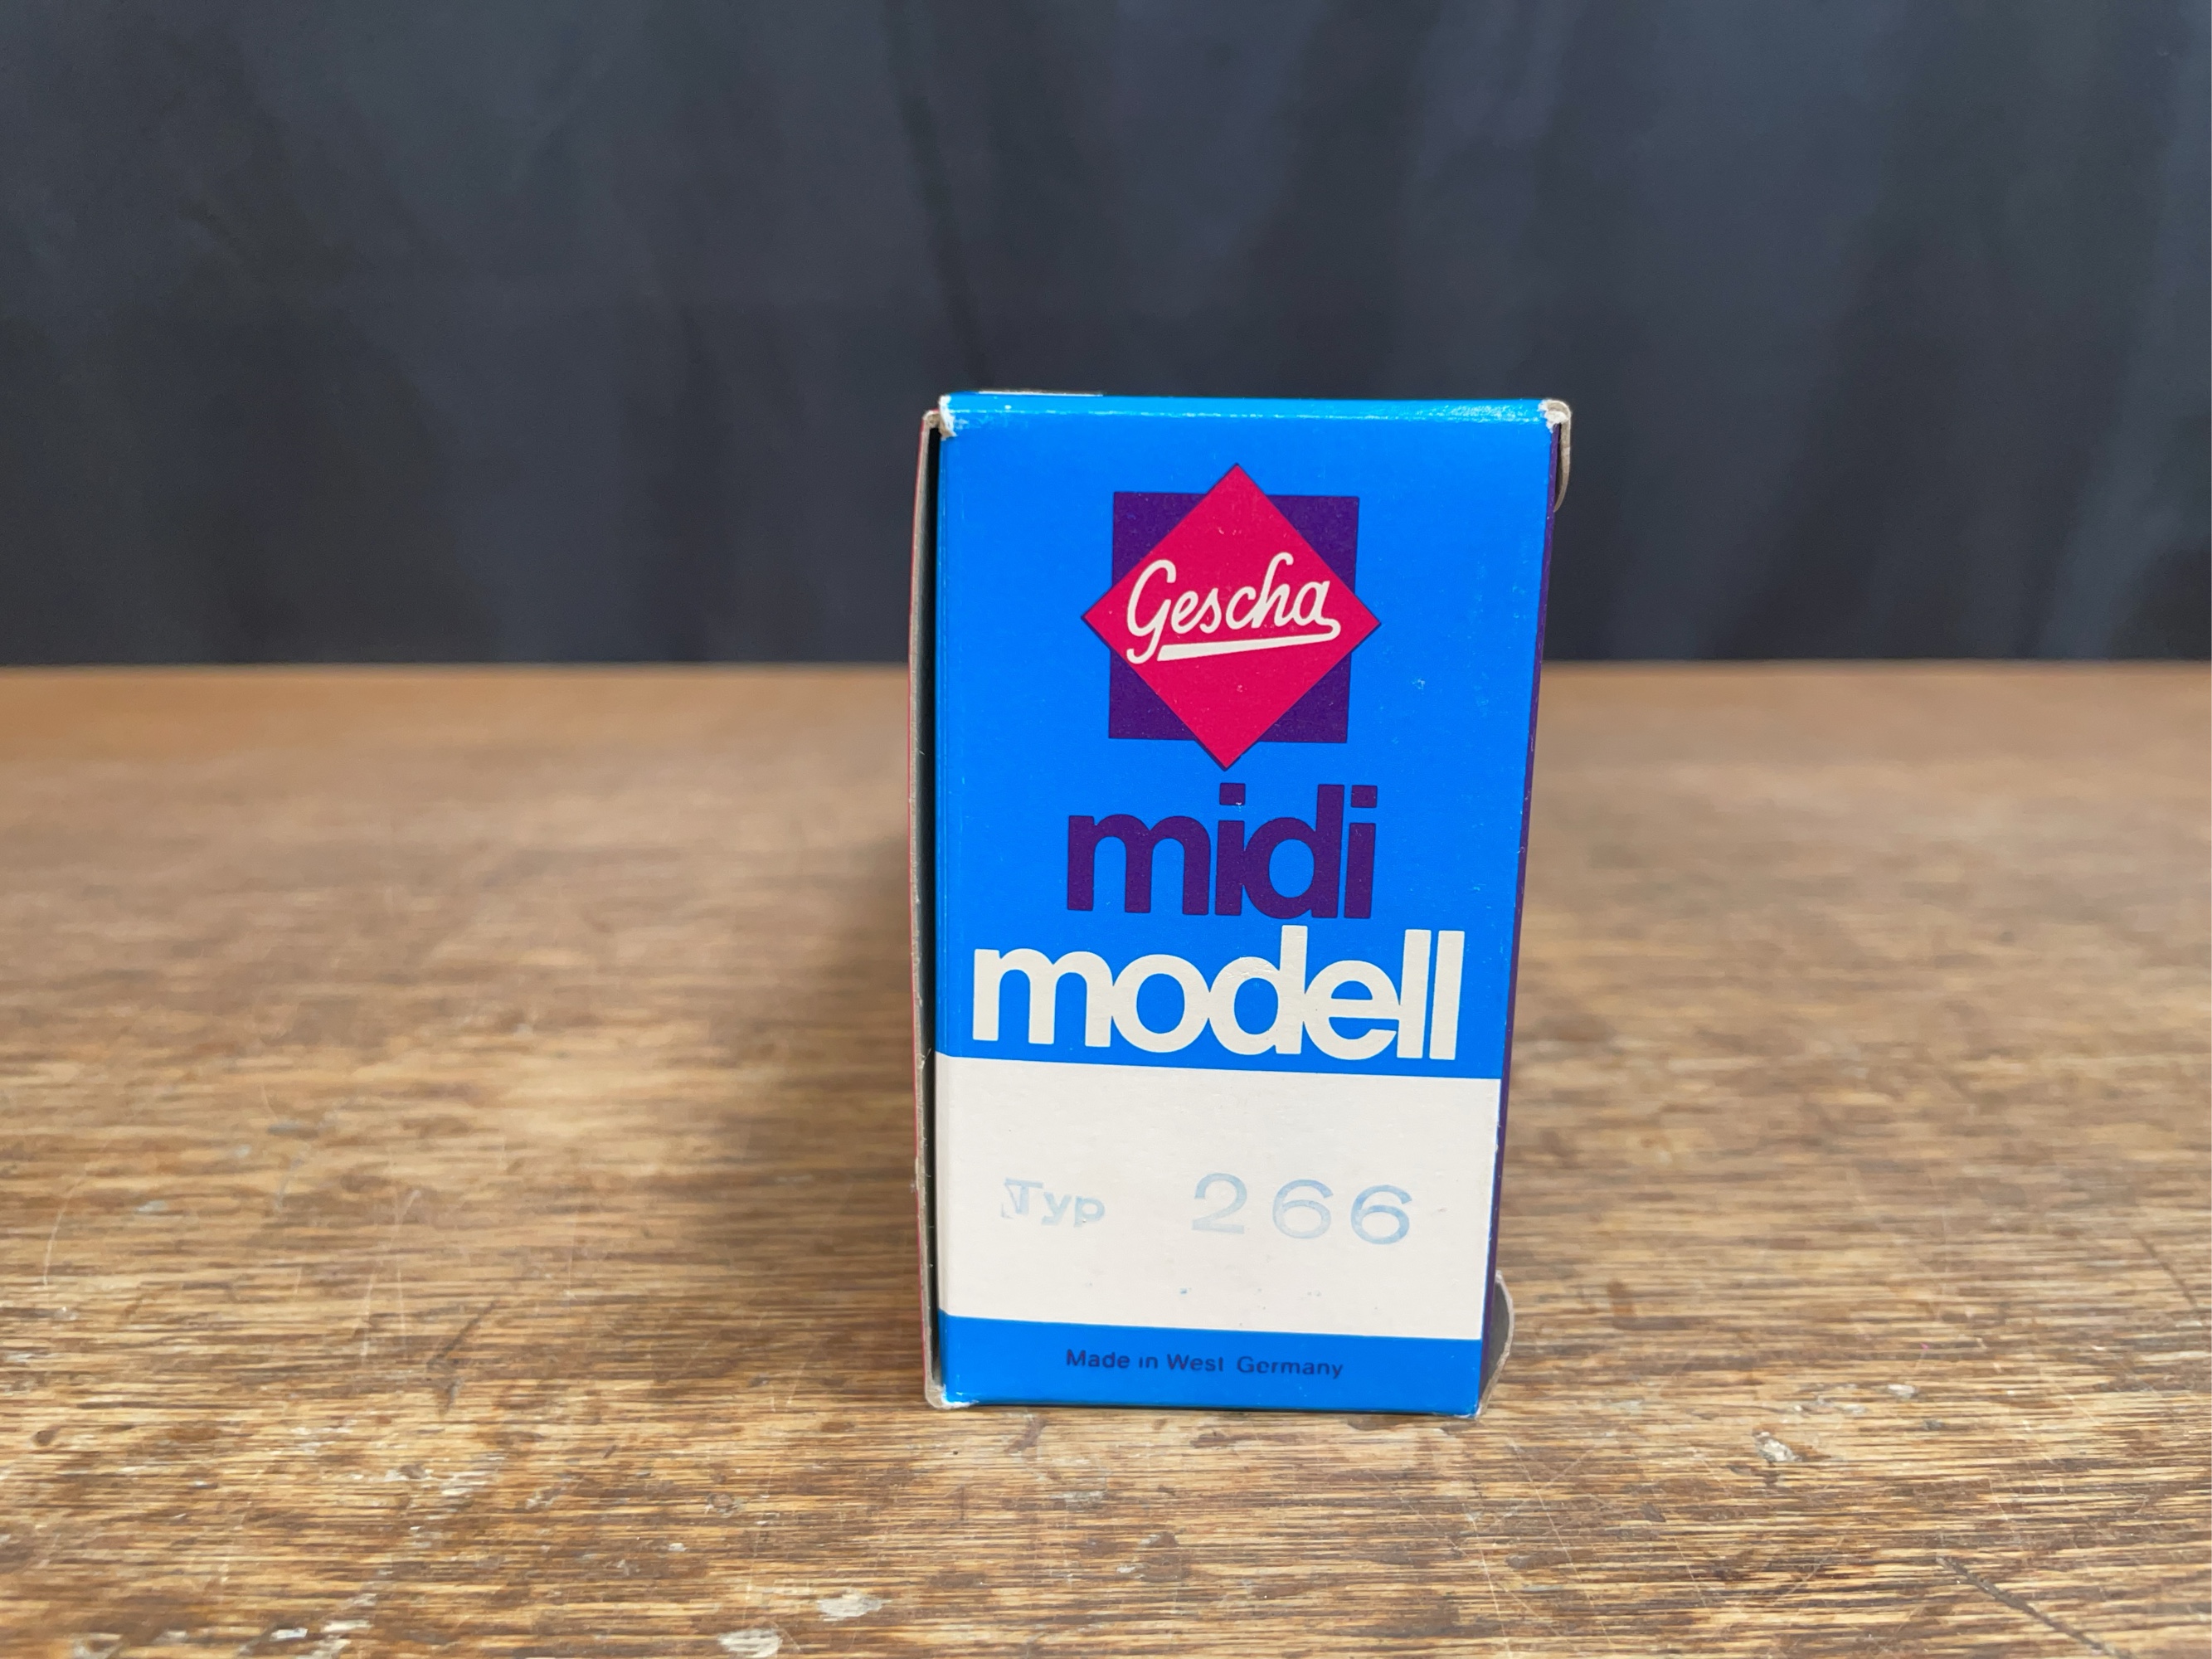 Gescha
midi
modell
Typ 266
Made in West Germany